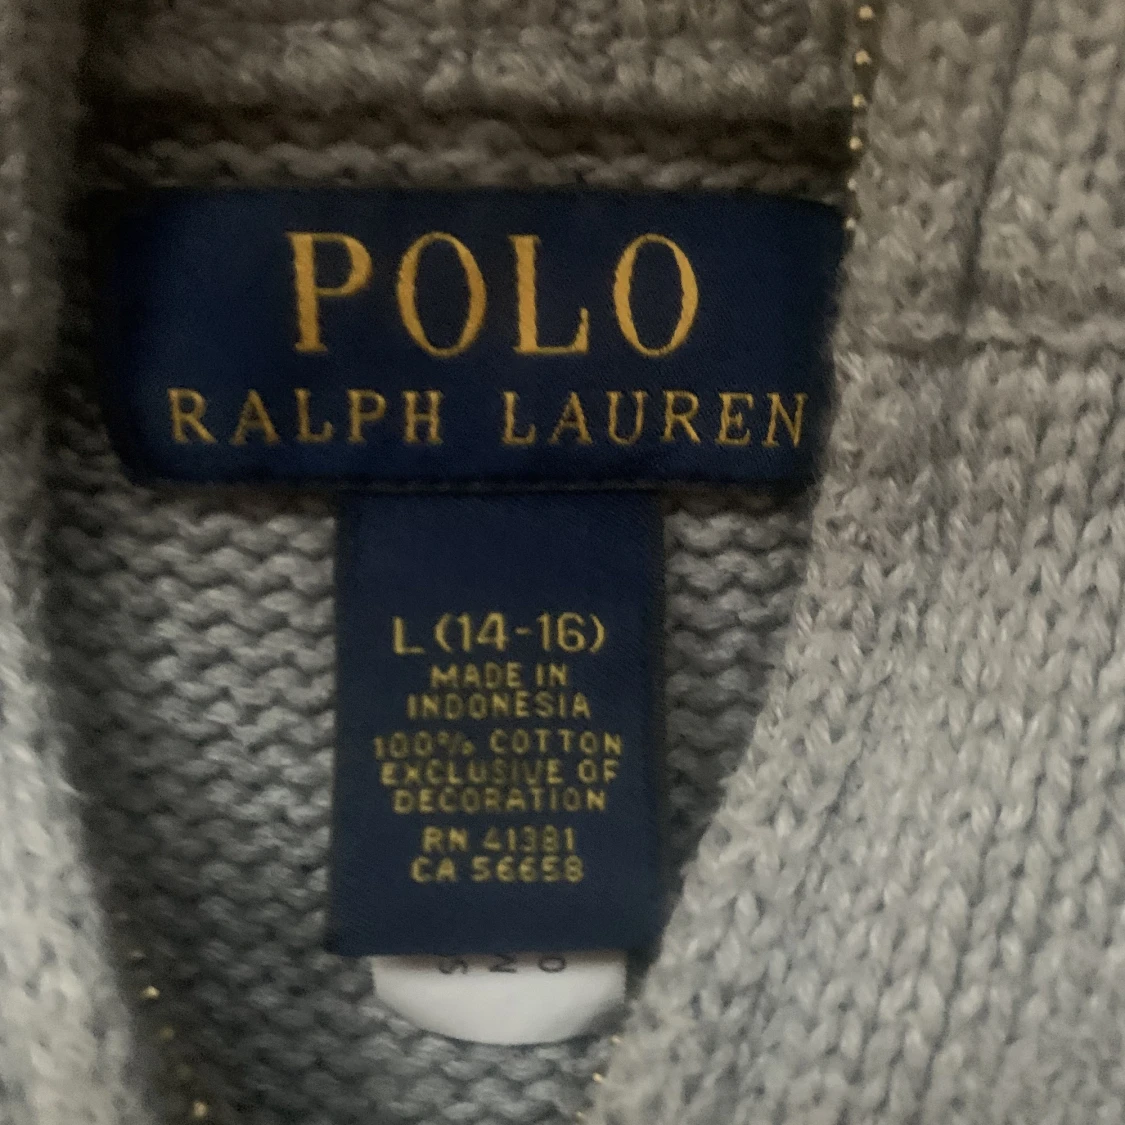 POLO
RALPH LAUREN
L (14-16)
MADE IN
INDONESIA
100% COTTON
EXCLUSIVE OF
DECORATION
RN 41381
CA 56658